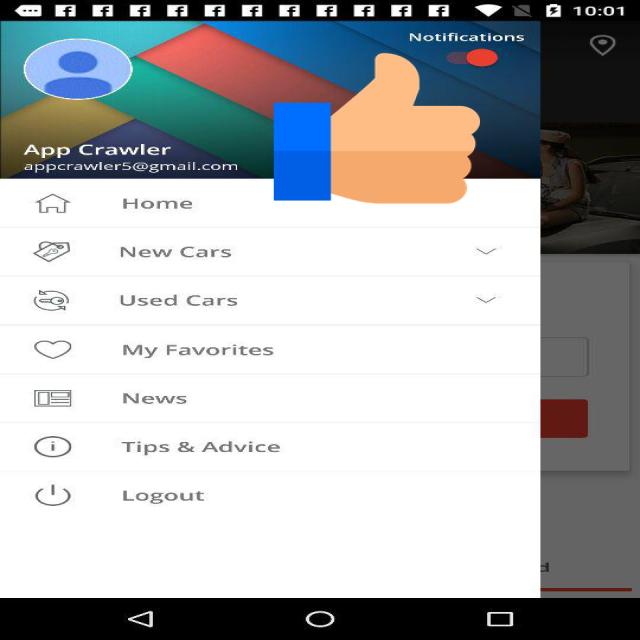 10:01
Notifications
App Crawler
appcrawler5@gmail.com
Home
New Cars
Used Cars
My Favorites
News
Tips & Advice
Logout